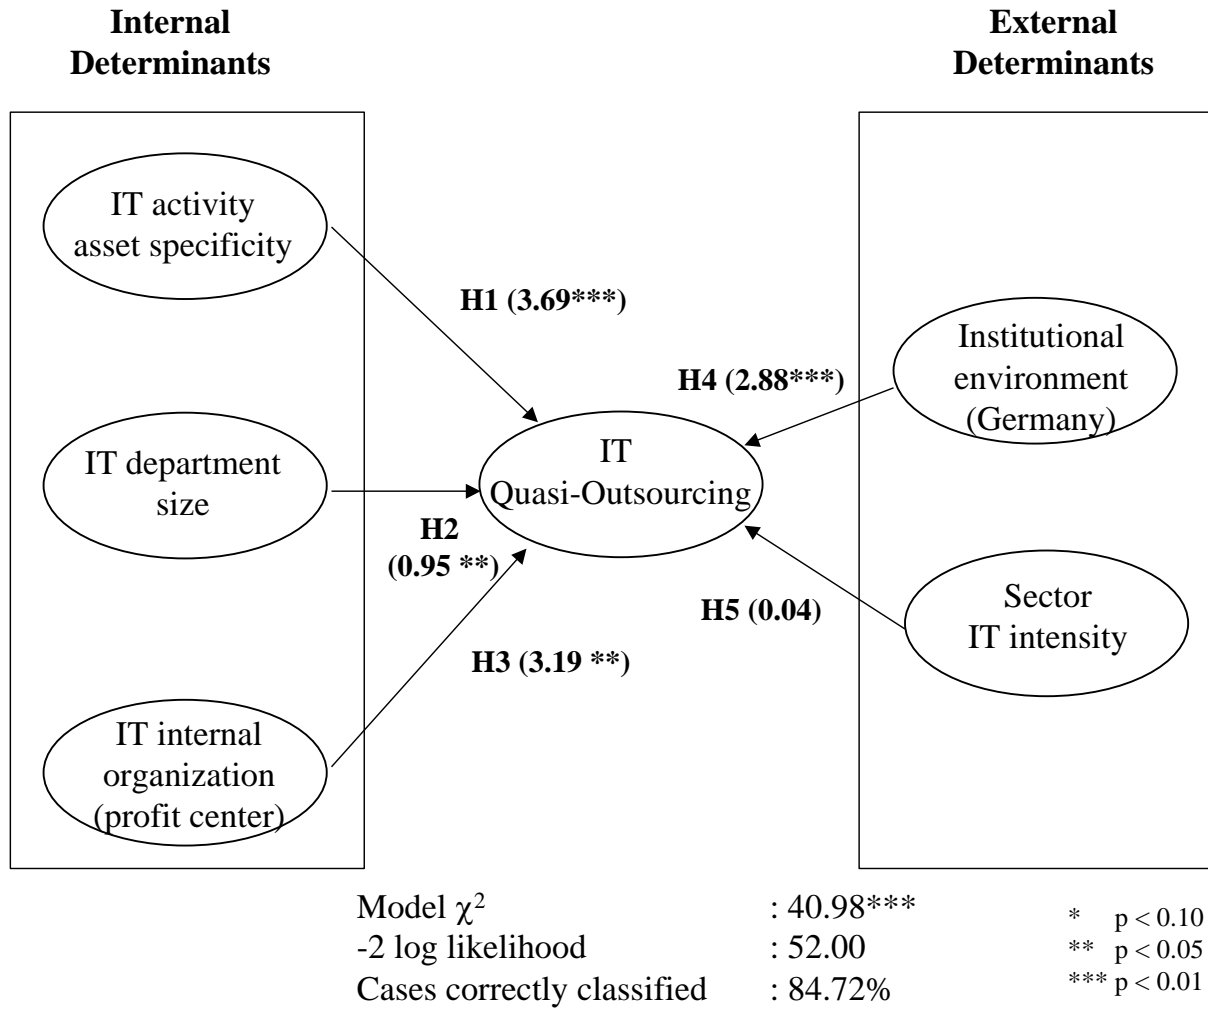 Internal
Determinants
External
Determinants
IT activity
asset specificity
H1 (3.69***)
Institutional
environment
(Germany)
H4 (2.88***)
IT department
size
IT
Quasi-Outsourcing
H2
(0.95 **)
Sector
IT intensity
H5 (0.04)
H3 (3.19 **)
IT internal
organization
(profit center)
Model χ² : 40.98***
-2 log likelihood : 52.00
Cases correctly classified : 84.72%
* p < 0.10
** p < 0.05
*** p < 0.01